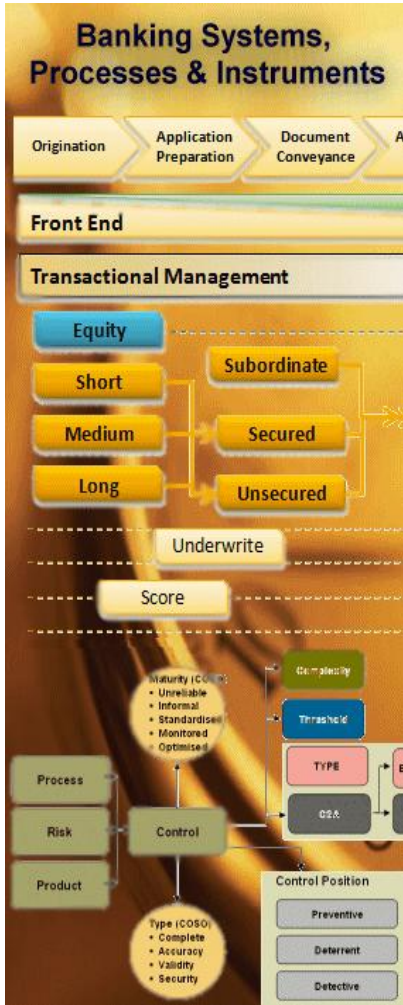 Banking Systems,
Processes & Instruments
Origination
Application
Preparation
Document
Conveyance
A
Front End
Transactional Management
Equity
Short
Subordinate
Medium
Secured
Long
Unsecured
Underwrite
Score
Maturity (CO
• Unreliable
• Informal
• Standardised
• Monitored
• Optimised
Complexity
Threshold
TYPE
E
CSA
Process
Risk
Control
Product
Type (COSO)
• Complete
• Accuracy
• Validity
• Security
Control Position
Preventive
Deterrent
Detective